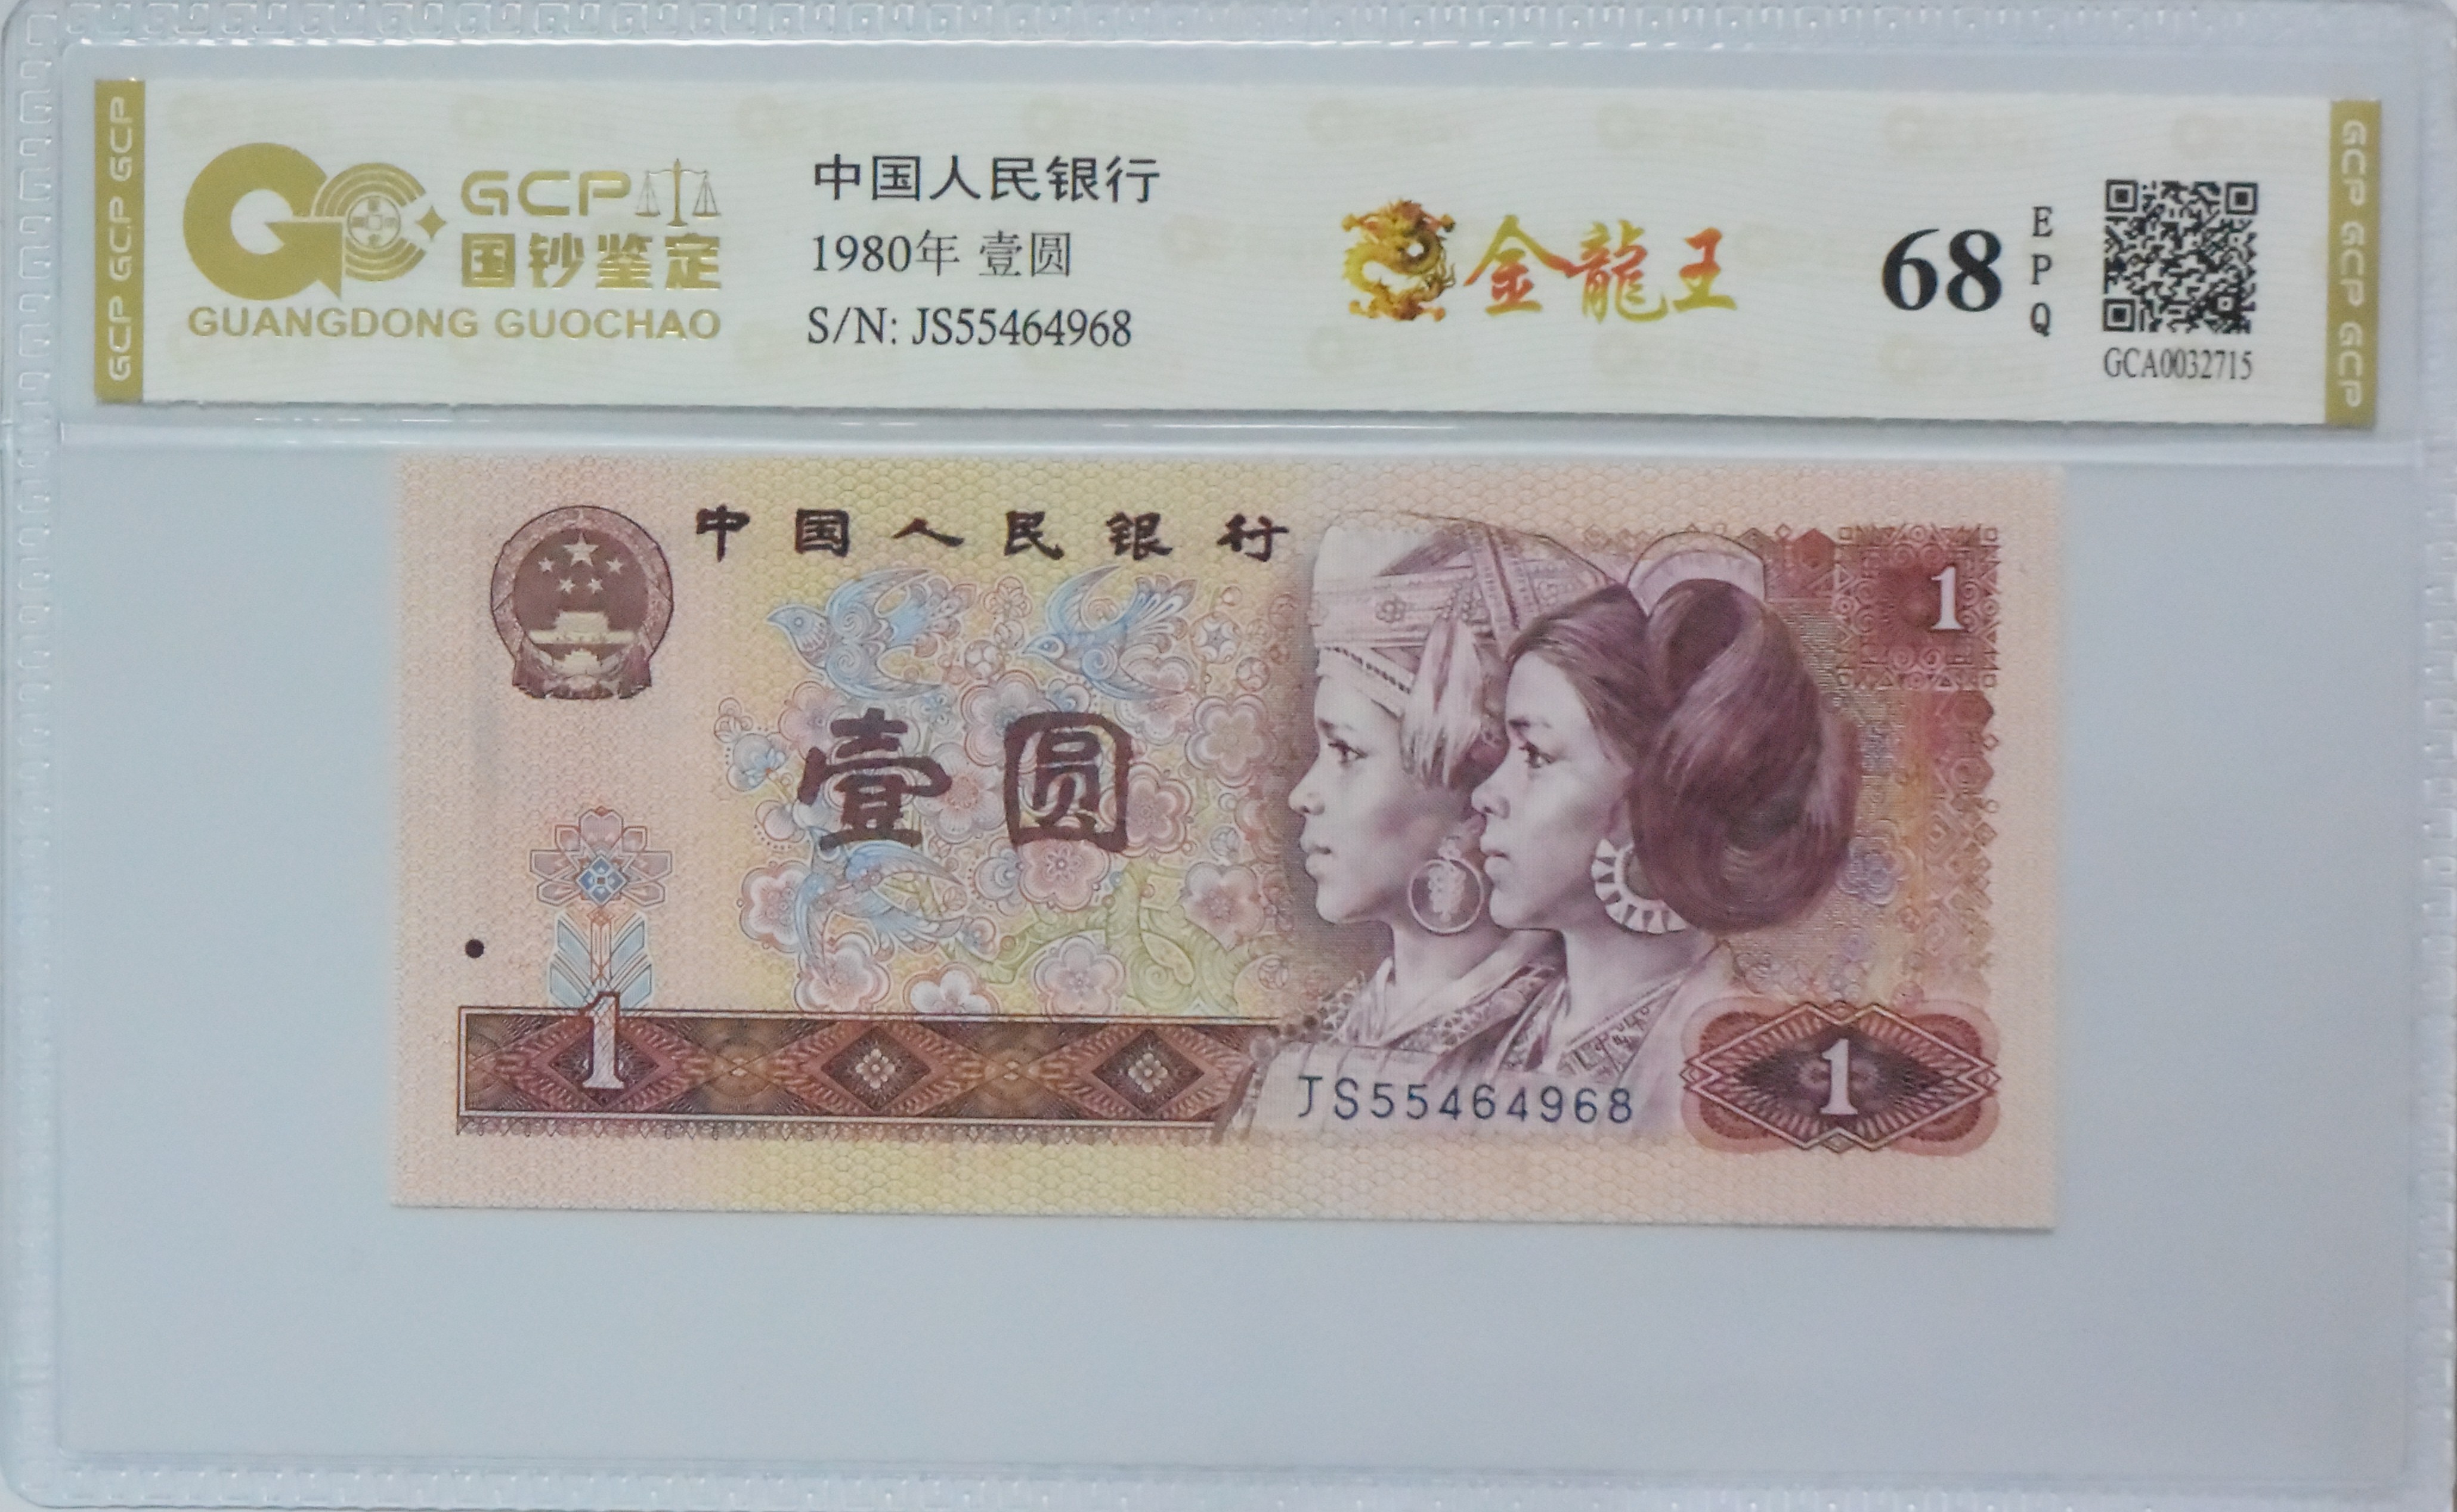 GCP GCP GCP
GCP
国钞鉴定
GUANGDONG GUOCHAO
中国人民银行
1980年 壹圆
S/N: JS55464968
金龍王
68
EPQ
GCA0032715
GCP GCP GCP
中国人民银行
1
壹圆
1
JS55464968
1